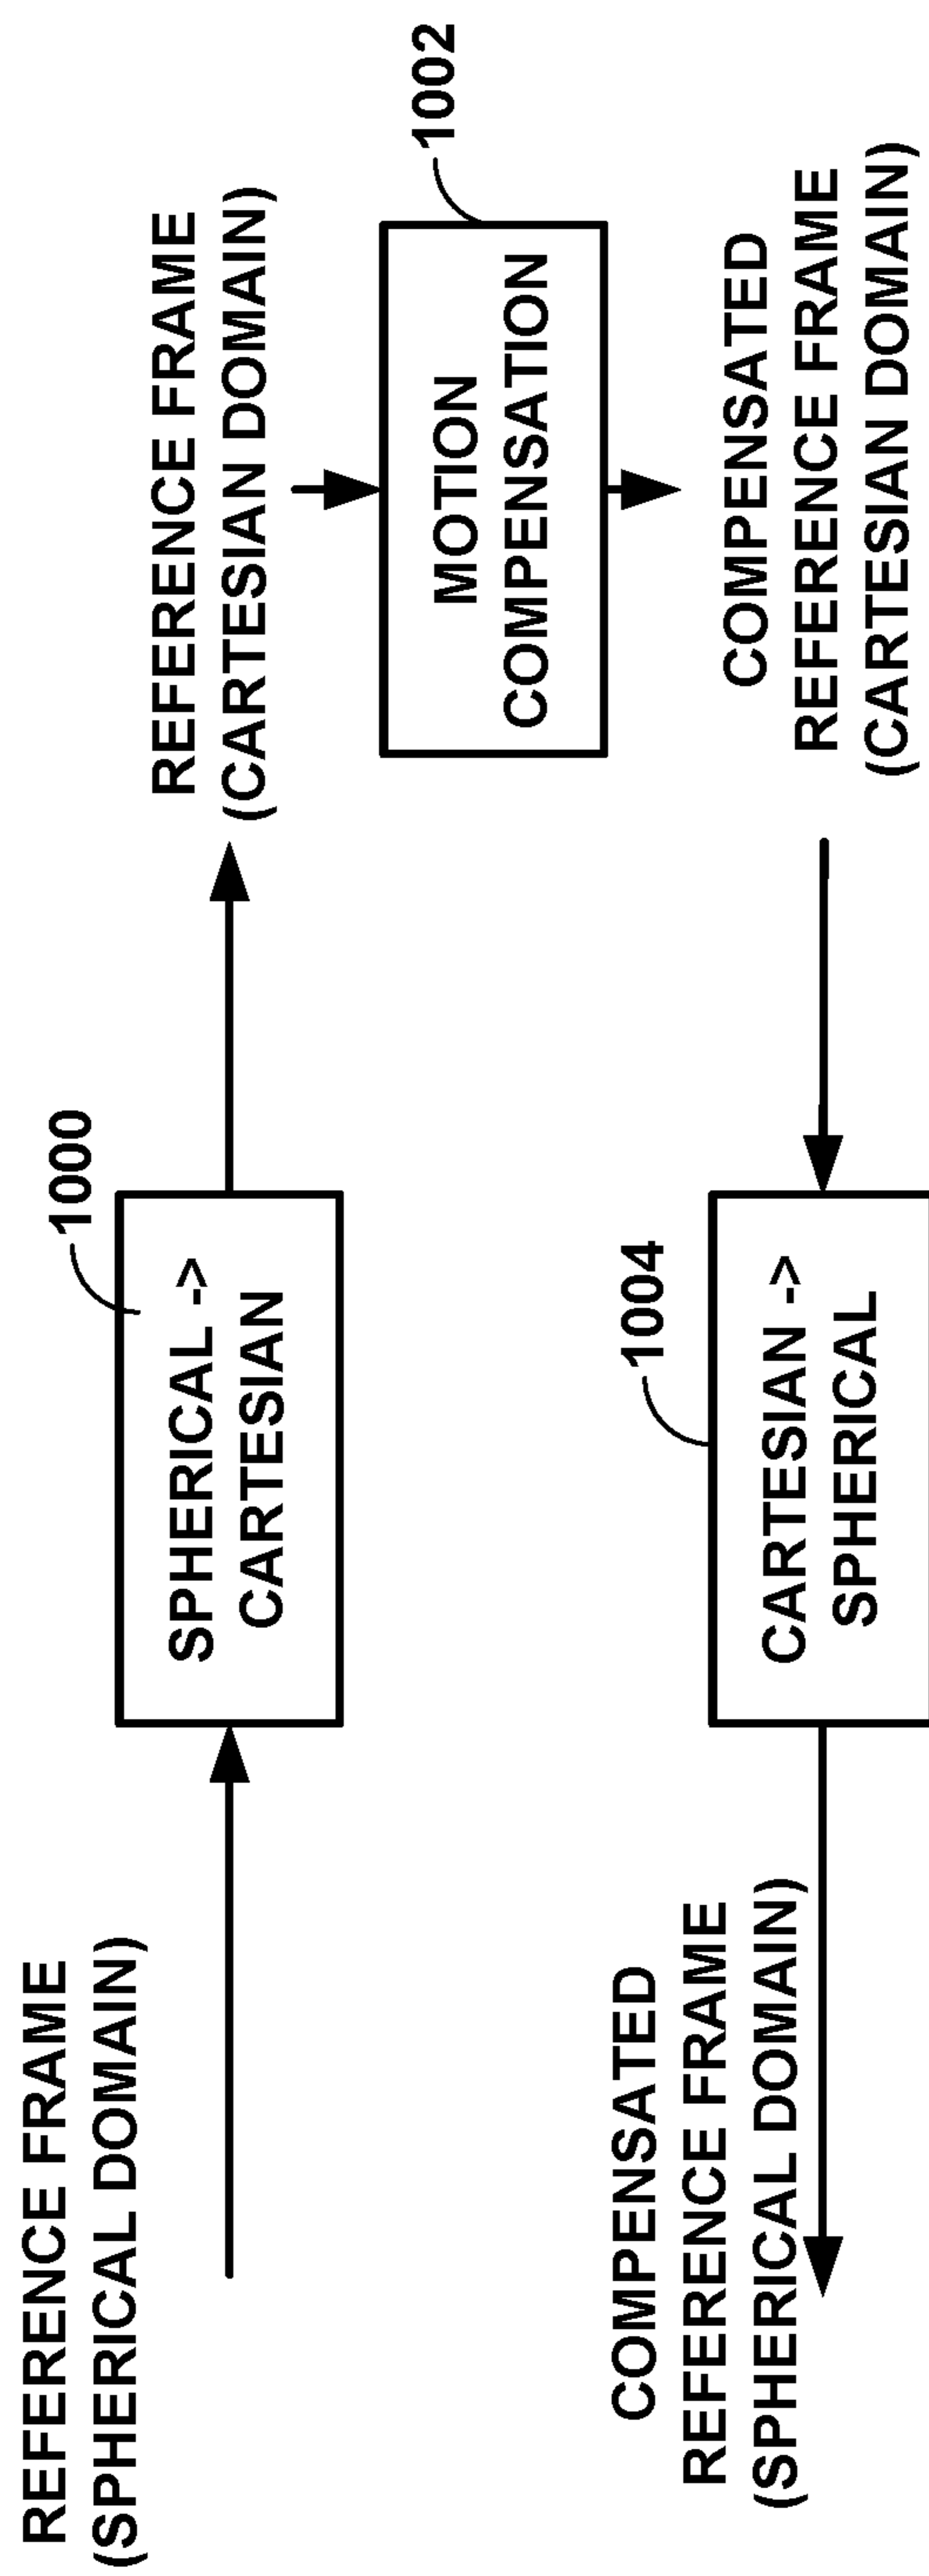 REFERENCE FRAME
(SPHERICAL DOMAIN)
1000
SPHERICAL ->
CARTESIAN
REFERENCE FRAME
(CARTESIAN DOMAIN)
1002
MOTION
COMPENSATION
COMPENSATED
REFERENCE FRAME
(CARTESIAN DOMAIN)
1004
CARTESIAN ->
SPHERICAL
COMPENSATED
REFERENCE FRAME
(SPHERICAL DOMAIN)